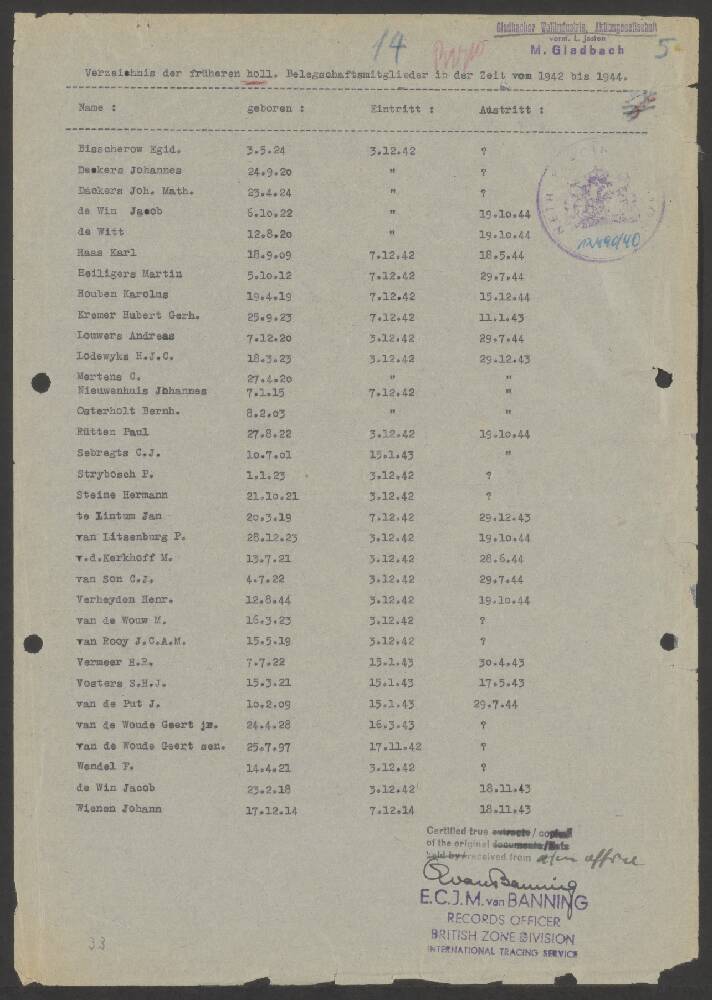 Gladbacher Wollindustrie, Aktiengesellschaft
vorm. L. Josten
M. Gladbach
14
5
Verzeichnis der früheren holl. Belegschaftsmitglieder in der Zeit vom 1942 bis 1944.
Name : geboren : Eintritt : Austritt :
Bisscherow Egid. 3.5.24 3.12.42 ?
Deckers Johannes 24.9.20 " ?
Dackers Joh. Math. 23.4.24 " ?
de Win Jacob 6.10.22 " 19.10.44
de Witt 12.8.20 " 19.10.44
Haas Karl 18.9.09 7.12.42 18.5.44
Heiligers Martin 5.10.12 7.12.42 29.7.44
Houben Karolus 19.4.19 7.12.42 15.12.44
Kremer Hubert Gerh. 25.9.23 7.12.42 11.1.43
Louwers Andreas 7.12.20 3.12.42 29.7.44
Lodewyks H.J.C. 18.3.23 3.12.42 29.12.43
Mertens C. 27.4.20 " "
Nieuwenhuis Johannes 7.1.15 7.12.42 "
Osterholt Bernh. 8.2.03 " "
Rütten Paul 27.8.22 3.12.42 19.10.44
Sebregts C.J. 10.7.01 15.1.43 "
Strybosch P. 1.1.23 3.12.42 ?
Steins Hermann 21.10.21 3.12.42 ?
te Lintum Jan 20.3.19 7.12.42 29.12.43
van Litsenburg P. 28.12.23 3.12.42 19.10.44
v.d.Kerkhoff M. 13.7.21 3.12.42 28.6.44
van Son C.J. 4.7.22 3.12.42 29.7.44
Verheyden Henr. 12.8.44 3.12.42 19.10.44
van de Wouw M. 16.3.23 3.12.42 ?
van Rooy J.C.A.M. 15.5.19 3.12.42 ?
Vermeer H.R. 7.7.22 15.1.43 30.4.43
Vosters S.H.J. 15.3.21 15.1.43 17.5.43
van de Put J. 10.2.09 15.1.43 29.7.44
van de Woude Geert jr. 24.4.28 16.3.43 ?
van de Woude Geert sen. 25.7.97 17.11.42 ?
Wendel F. 14.4.21 3.12.42 ?
de Win Jacob 23.2.18 3.12.42 18.11.43
Wienen Johann 17.12.14 7.12.14 18.11.43
Certified true extracts / copies
of the original documents/lists
held by/received from
E.C.J.M. van BANNING
RECORDS OFFICER
BRITISH ZONE DIVISION
INTERNATIONAL TRACING SERVICE
33